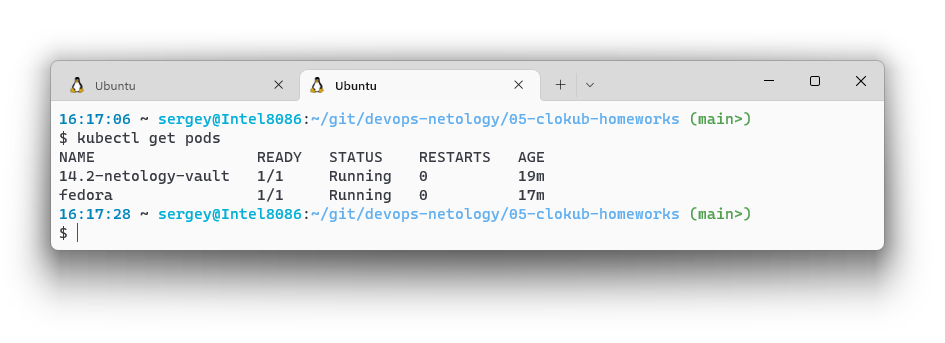 Ubuntu Ubuntu
16:17:06 ~ sergey@Intel8086:~/git/devops-netology/05-clokub-homeworks (main>)
$ kubectl get pods
NAME                  READY   STATUS    RESTARTS   AGE
14.2-netology-vault   1/1     Running   0          19m
fedora                1/1     Running   0          17m
16:17:28 ~ sergey@Intel8086:~/git/devops-netology/05-clokub-homeworks (main>)
$